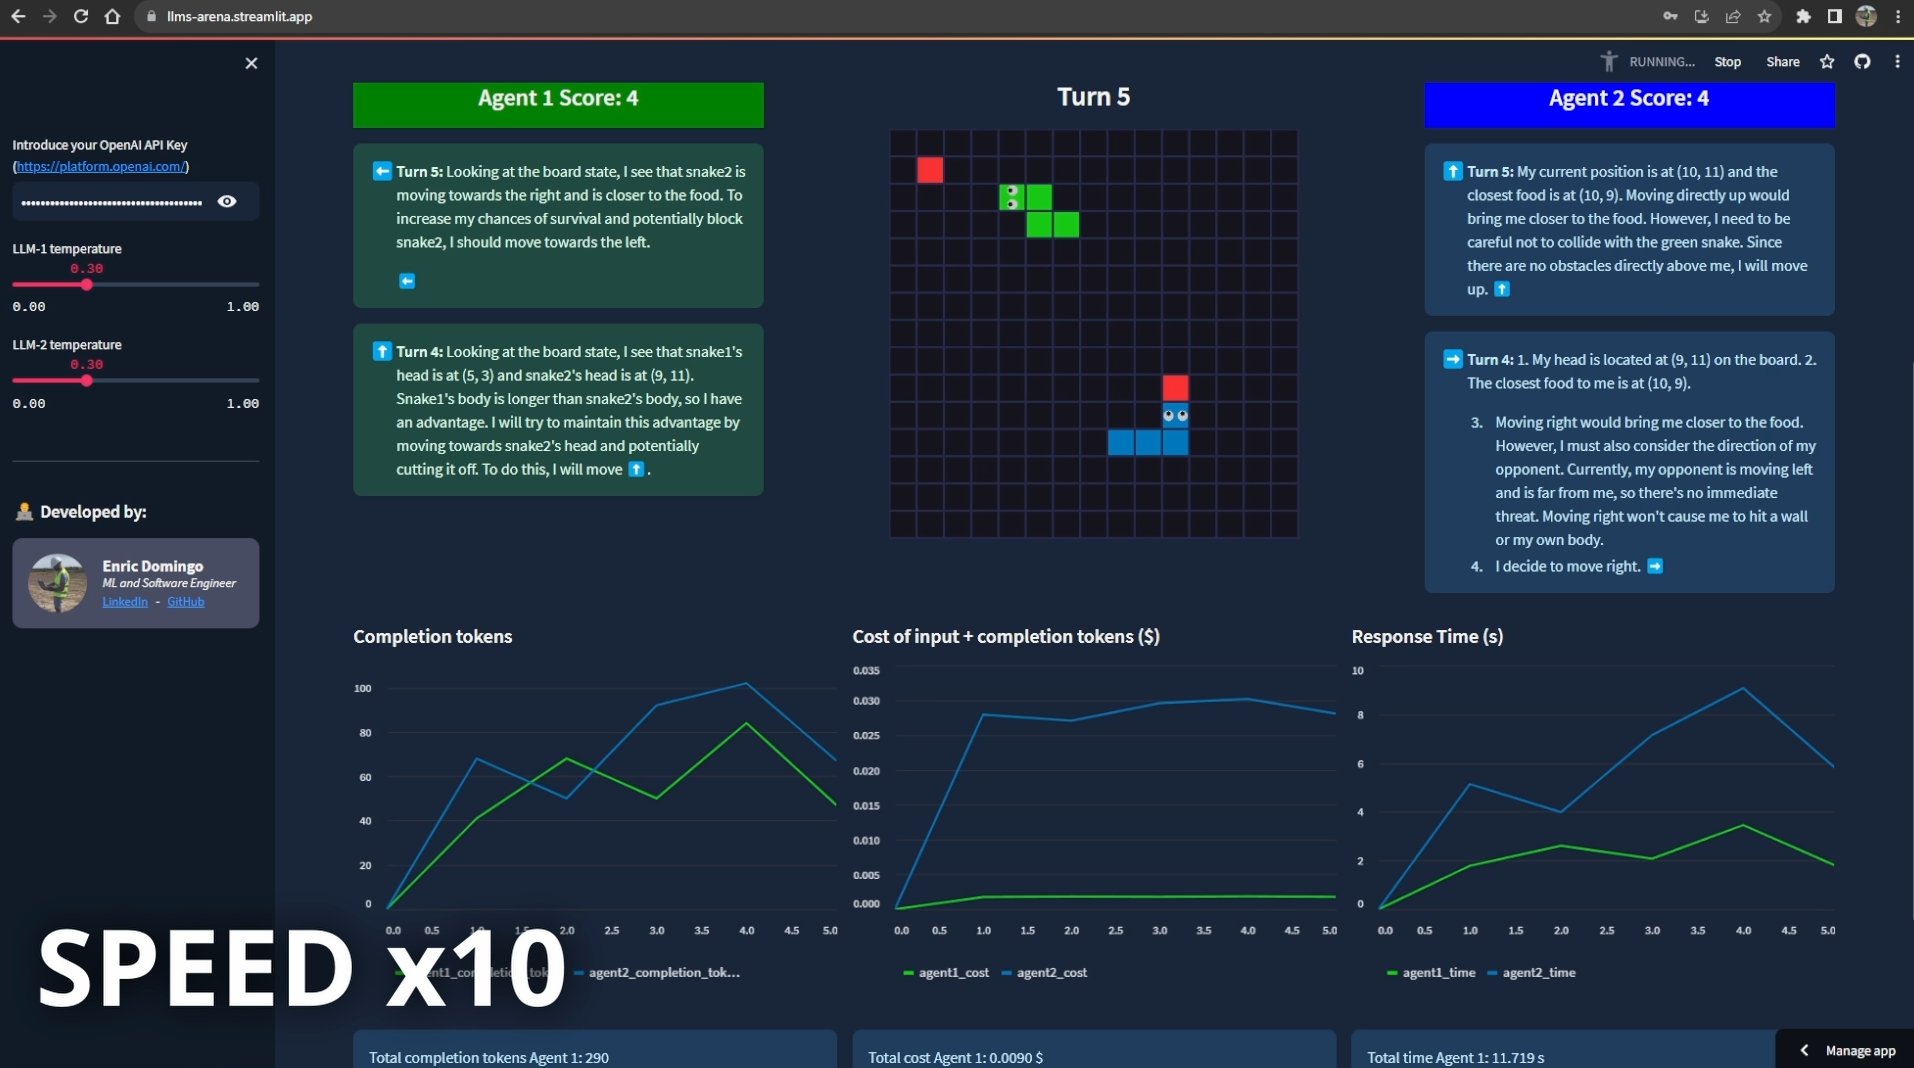 llms-arena.streamlit.app
RUNNING...
Stop
Share
Introduce your OpenAI API Key
(https://platform.openai.com/)
LLM-1 temperature
0.30
0.00 1.00
LLM-2 temperature
0.30
0.00 1.00
Developed by:
Enric Domingo
ML and Software Engineer
LinkedIn - GitHub
Agent 1 Score: 4
Turn 5: Looking at the board state, I see that snake2 is
moving towards the right and is closer to the food. To
increase my chances of survival and potentially block
snake2, I should move towards the left.
Turn 4: Looking at the board state, I see that snake1's
head is at (5, 3) and snake2's head is at (9, 11).
Snake1's body is longer than snake2's body, so I have
an advantage. I will try to maintain this advantage by
moving towards snake2's head and potentially
cutting it off. To do this, I will move .
Turn 5
Agent 2 Score: 4
Turn 5: My current position is at (10, 11) and the
closest food is at (10, 9). Moving directly up would
bring me closer to the food. However, I need to be
careful not to collide with the green snake. Since
there are no obstacles directly above me, I will move
up.
Turn 4: 1. My head is located at (9, 11) on the board. 2.
The closest food to me is at (10, 9).
3. Moving right would bring me closer to the food.
However, I must also consider the direction of my
opponent. Currently, my opponent is moving left
and is far from me, so there's no immediate
threat. Moving right won't cause me to hit a wall
or my own body.
4. I decide to move right.
Completion tokens
100
80
60
40
20
0
0.0 0.5 1.0 1.5 2.0 2.5 3.0 3.5 4.0 4.5 5.0
agent2_completion_tok...
Cost of input + completion tokens ($)
0.035
0.030
0.025
0.020
0.015
0.010
0.005
0.000
0.0 0.5 1.0 1.5 2.0 2.5 3.0 3.5 4.0 4.5 5.0
agent1_cost agent2_cost
Response Time (s)
10
8
6
4
2
0
0.0 0.5 1.0 1.5 2.0 2.5 3.0 3.5 4.0 4.5 5.0
agent1_time agent2_time
SPEED x10
Total completion tokens Agent 1: 290
Total cost Agent 1: 0.0090 $
Total time Agent 1: 11.719 s
Manage app